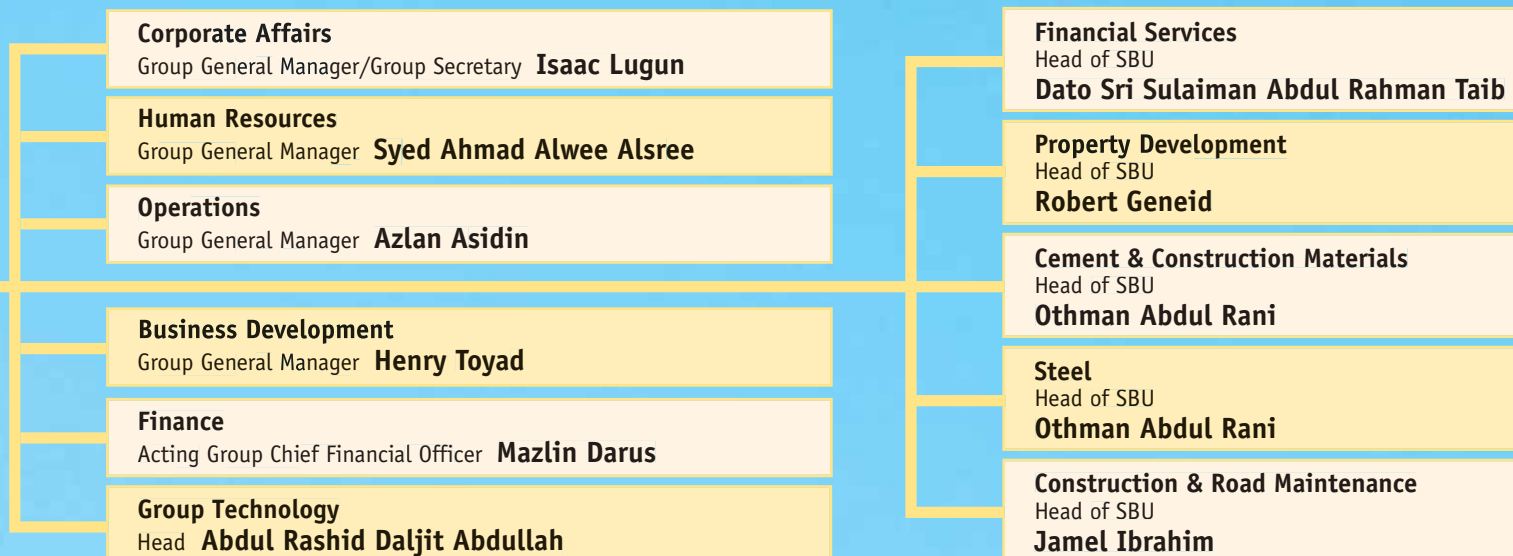 Corporate Affairs
Group General Manager/Group Secretary Isaac Lugun
Human Resources
Group General Manager Syed Ahmad Alwee Alsree
Operations
Group General Manager Azlan Asidin
Business Development
Group General Manager Henry Toyad
Finance
Acting Group Chief Financial Officer Mazlin Darus
Group Technology
Head Abdul Rashid Daljit Abdullah
Financial Services
Head of SBU
Dato Sri Sulaiman Abdul Rahman Taib
Property Development
Head of SBU
Robert Geneid
Cement & Construction Materials
Head of SBU
Othman Abdul Rani
Steel
Head of SBU
Othman Abdul Rani
Construction & Road Maintenance
Head of SBU
Jamel Ibrahim